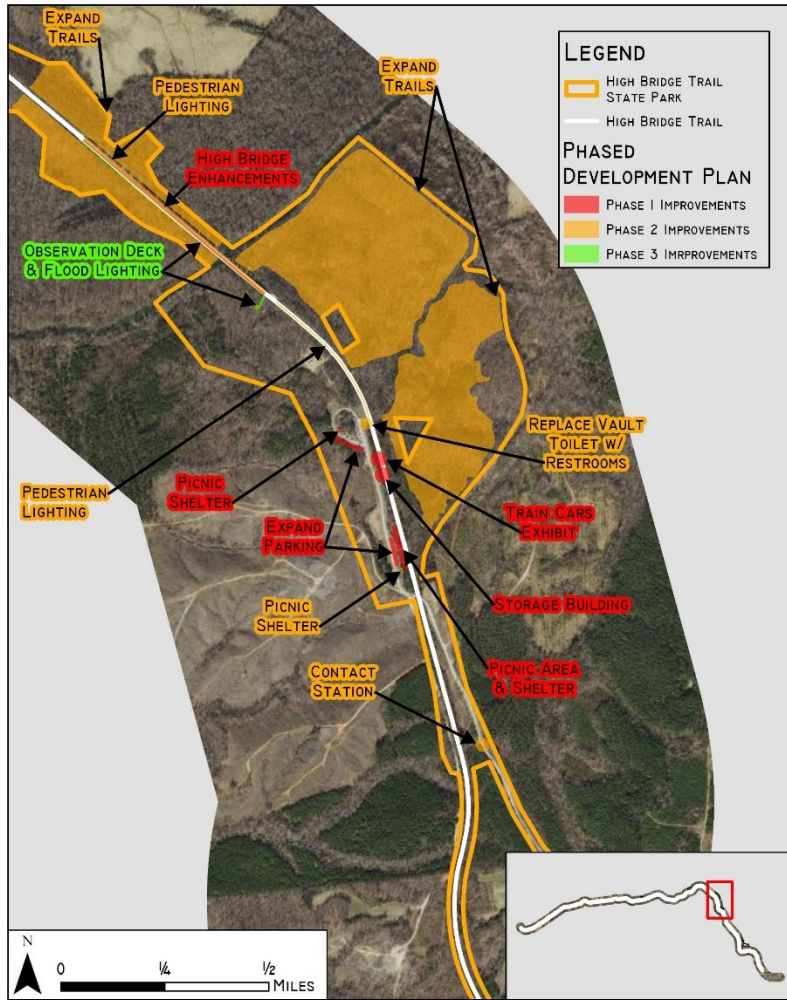 EXPAND
TRAILS
PEDESTRIAN
LIGHTING
HIGH BRIDGE
ENHANCEMENTS
OBSERVATION DECK
& FLOOD LIGHTING
EXPAND
TRAILS
LEGEND
HIGH BRIDGE TRAIL
STATE PARK
HIGH BRIDGE TRAIL
PHASED
DEVELOPMENT PLAN
PHASE 1 IMPROVEMENTS
PHASE 2 IMPROVEMENTS
PHASE 3 IMRPROVEMENTS
REPLACE VAULT
TOILET W/
RESTROOMS
PEDESTRIAN
LIGHTING
PICNIC
SHELTER
EXPAND
PARKING
TRAIN CARS
EXHIBIT
PICNIC
SHELTER
STORAGE BUILDING
PICNIC AREA
& SHELTER
CONTACT
STATION
N
0 ¼ ½
MILES